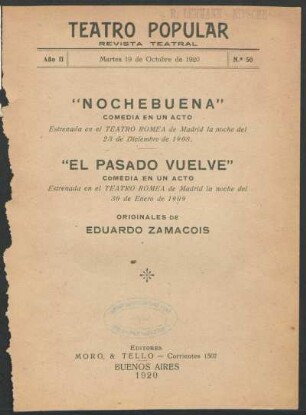 TEATRO POPULAR
REVISTA TEATRAL
Año II Martes 19 de Octubre de 1920 N.º 50
"NOCHEBUENA"
COMEDIA EN UN ACTO
Estrenada en el TEATRO ROMEA de Madrid la noche del
23 de Diciembre de 1908.
"EL PASADO VUELVE"
COMEDIA EN UN ACTO
Estrenada en el TEATRO ROMEA de Madrid la noche del
30 de Enero de 1909
ORIGINALES DE
EDUARDO ZAMACOIS
EDITORES
MORO, & TELLO — Corrientes 1307
BUENOS AIRES
1920